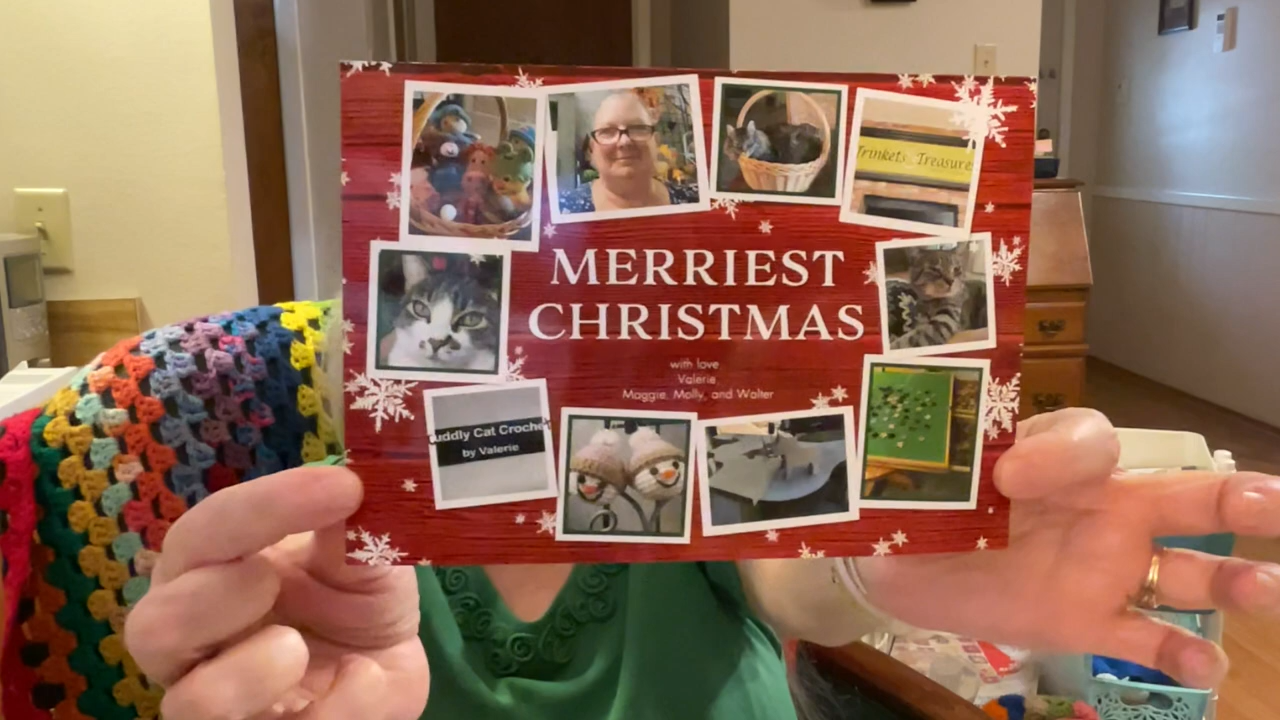 Trinkets Treasure
MERRIEST
CHRISTMAS
with love
Valerie
Maggie, Molly, and Walter
uddly Cat Croche
by Valerie